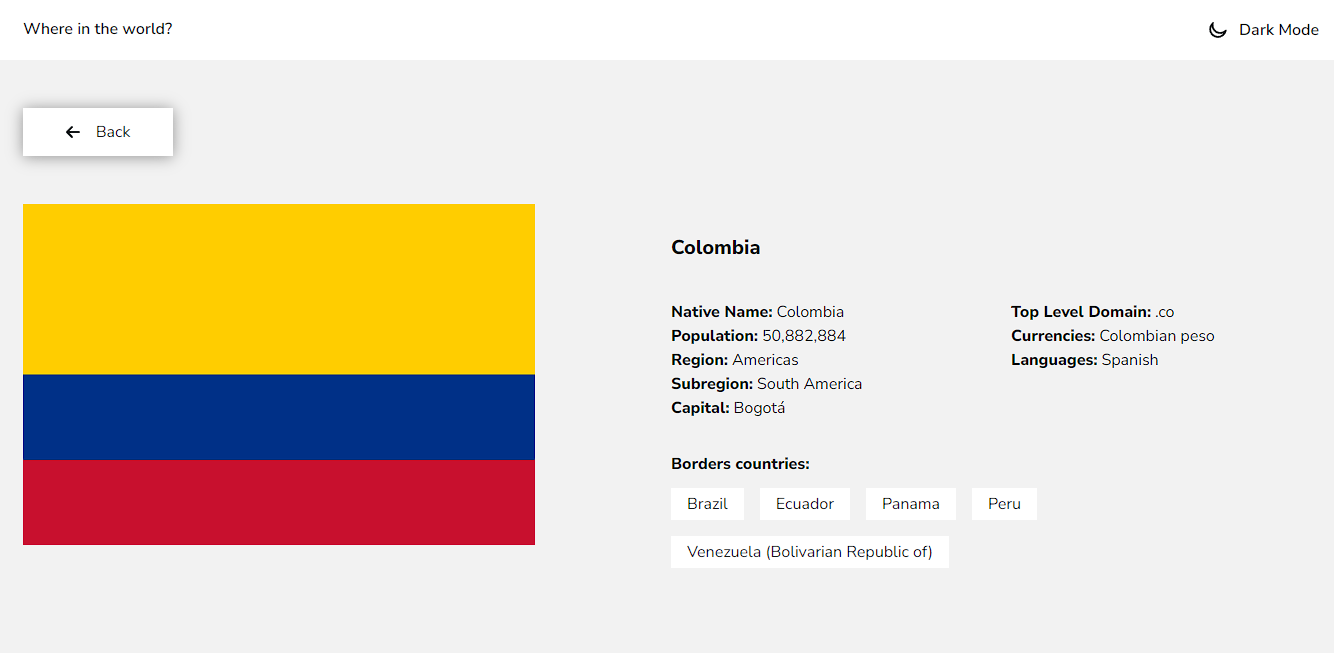 Where in the world?
Dark Mode
Back
Colombia
Native Name: Colombia
Population: 50,882,884
Region: Americas
Subregion: South America
Capital: Bogotá
Top Level Domain: .co
Currencies: Colombian peso
Languages: Spanish
Borders countries:
Brazil Ecuador Panama Peru
Venezuela (Bolivarian Republic of)